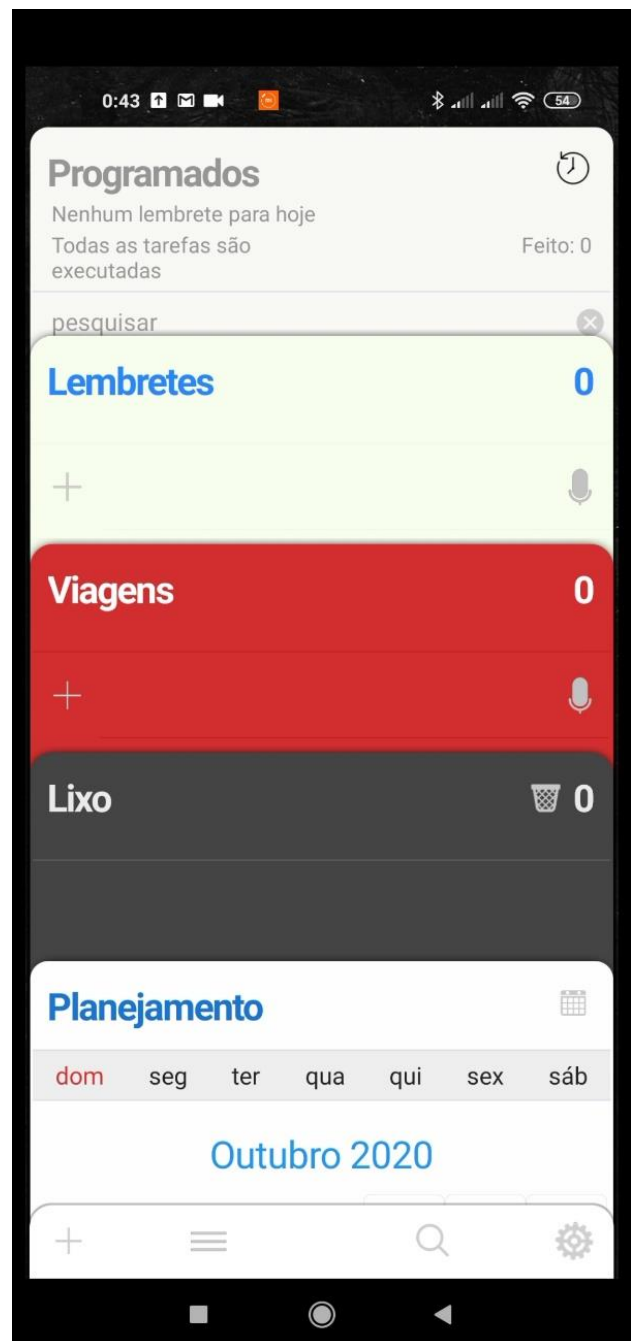 0:43
54
Programados
Nenhum lembrete para hoje
Todas as tarefas são
executadas
Feito: 0
pesquisar
Lembretes 0
Viagens 0
Lixo 0
Planejamento
dom seg ter qua qui sex sáb
Outubro 2020